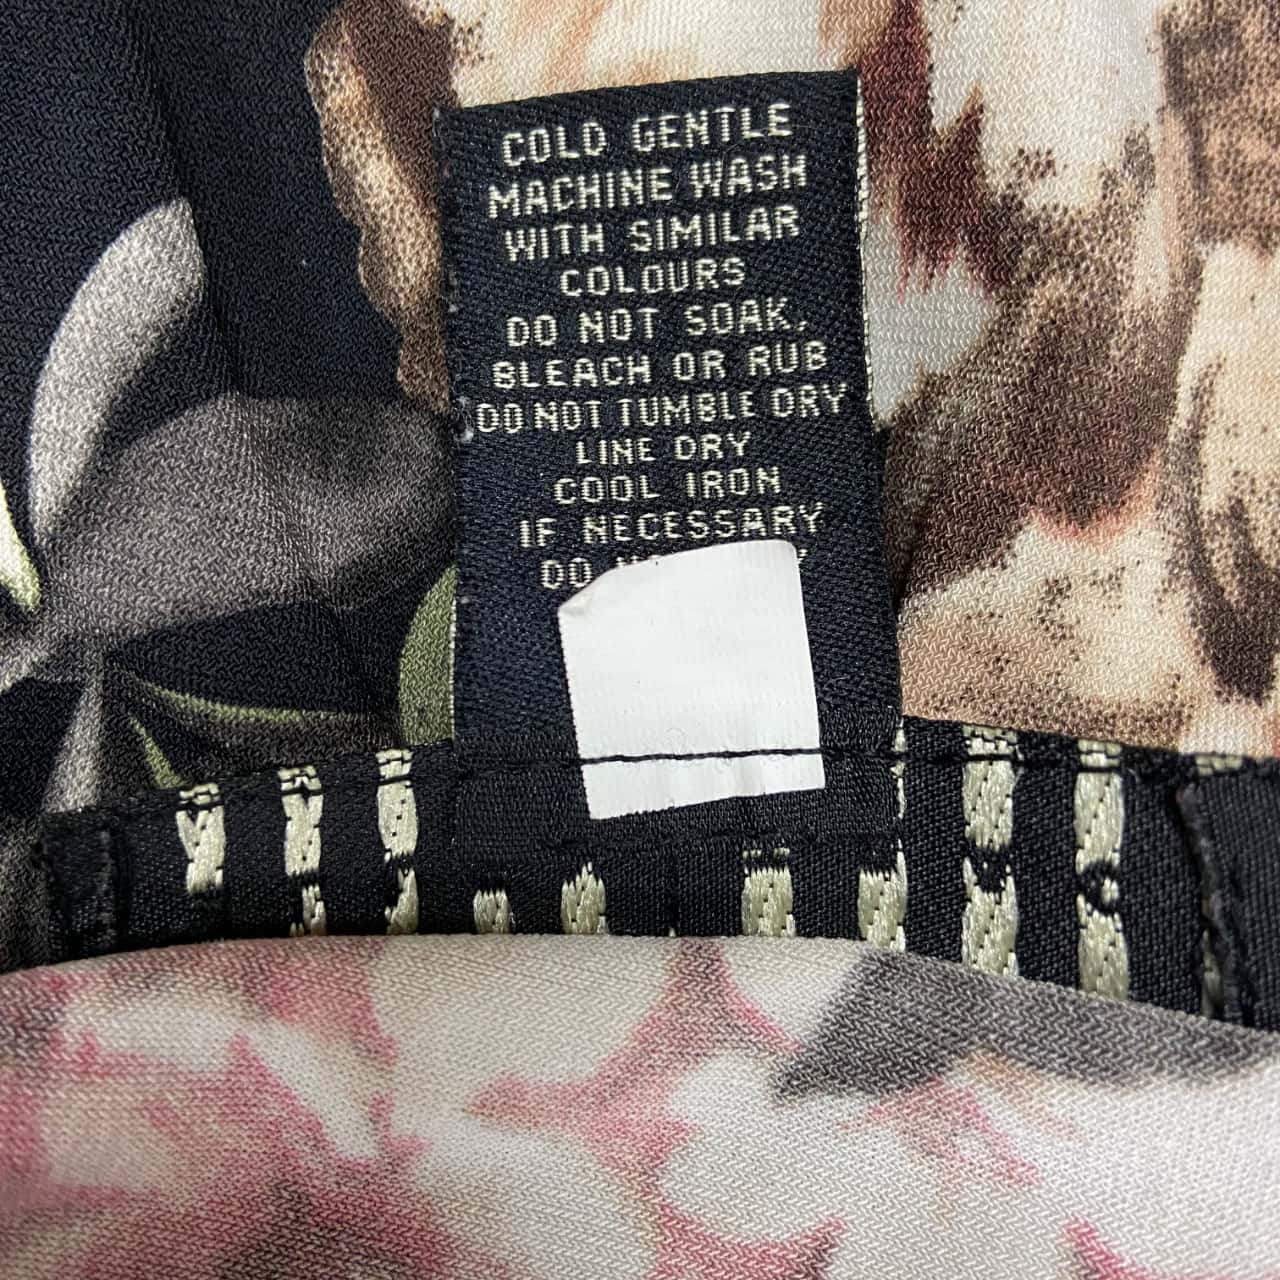 COLD GENTLE
MACHINE WASH
WITH SIMILAR
COLOURS
DO NOT SOAK,
BLEACH OR RUB
DO NOT TUMBLE DRY
LINE DRY
COOL IRON
IF NECESSARY
DO